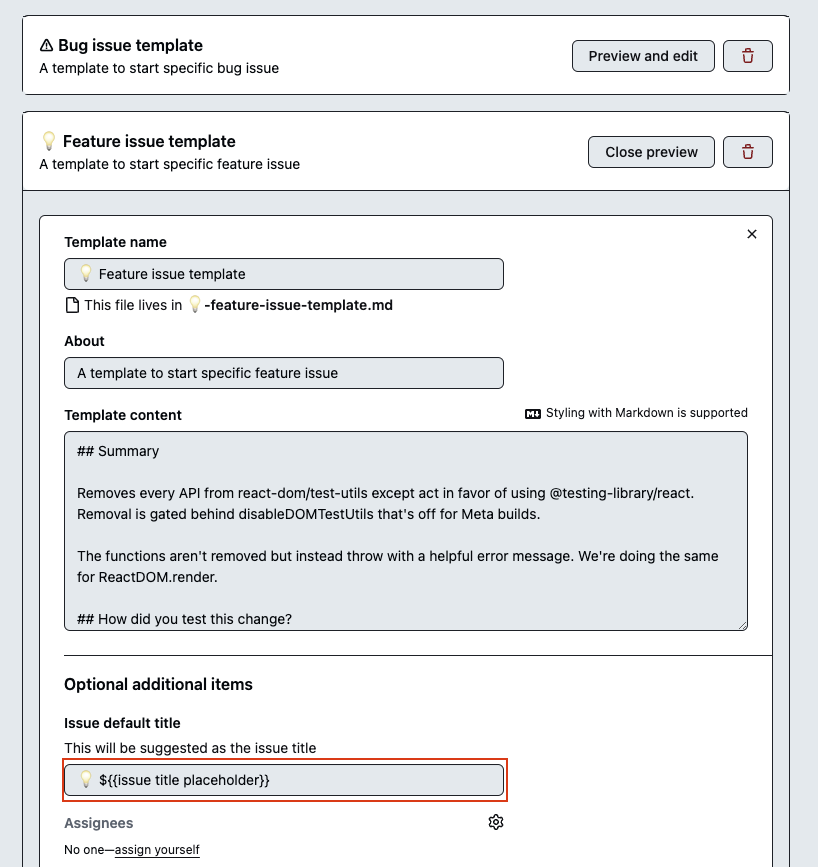 ⚠ Bug issue template
A template to start specific bug issue
Preview and edit
💡 Feature issue template
A template to start specific feature issue
Close preview
Template name
💡 Feature issue template
This file lives in 💡-feature-issue-template.md
About
A template to start specific feature issue
Template content
Styling with Markdown is supported
## Summary
Removes every API from react-dom/test-utils except act in favor of using @testing-library/react.
Removal is gated behind disableDOMTestUtils that's off for Meta builds.
The functions aren't removed but instead throw with a helpful error message. We're doing the same
for ReactDOM.render.
## How did you test this change?
Optional additional items
Issue default title
This will be suggested as the issue title
💡 ${{issue title placeholder}}
Assignees
No one—assign yourself